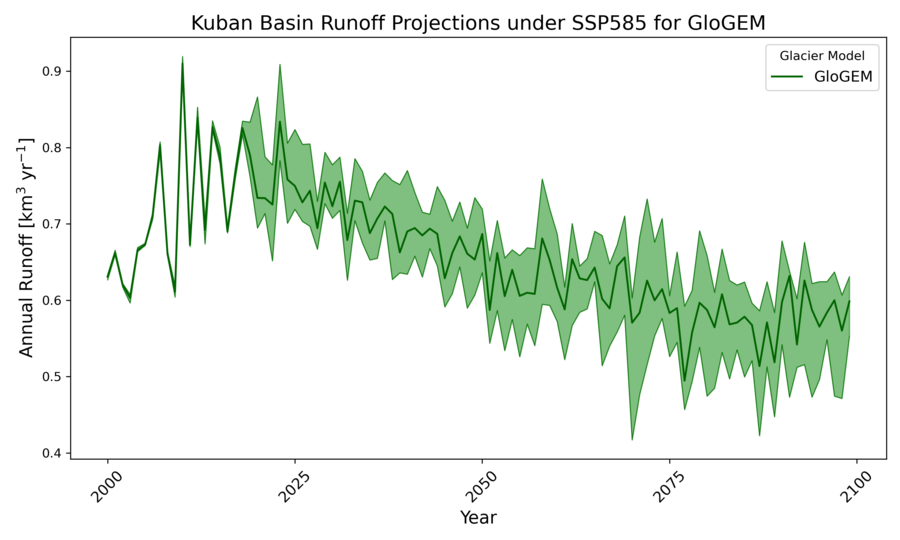 Kuban Basin Runoff Projections under SSP585 for GloGEM
Glacier Model
GloGEM
Annual Runoff [km³ yr⁻¹]
0.9
0.8
0.7
0.6
0.5
0.4
2000
2025
2050
2075
2100
Year